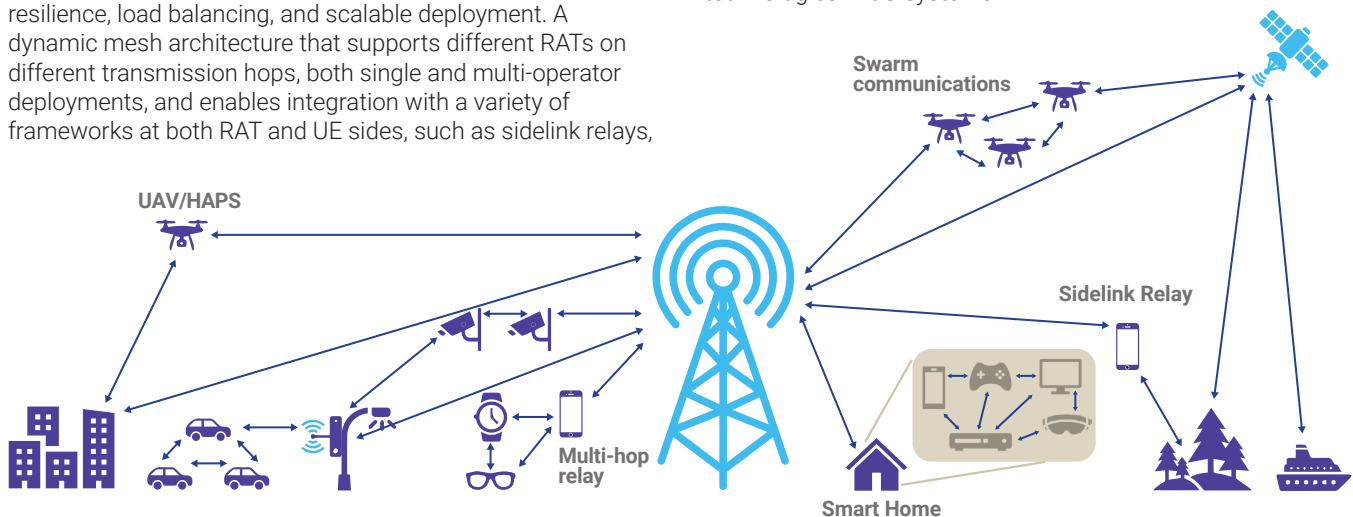 resilience, load balancing, and scalable deployment. A
dynamic mesh architecture that supports different RATs on
different transmission hops, both single and multi-operator
deployments, and enables integration with a variety of
frameworks at both RAT and UE sides, such as sidelink relays,
Swarm
communications
UAV/HAPS
Sidelink Relay
Multi-hop
relay
Smart Home